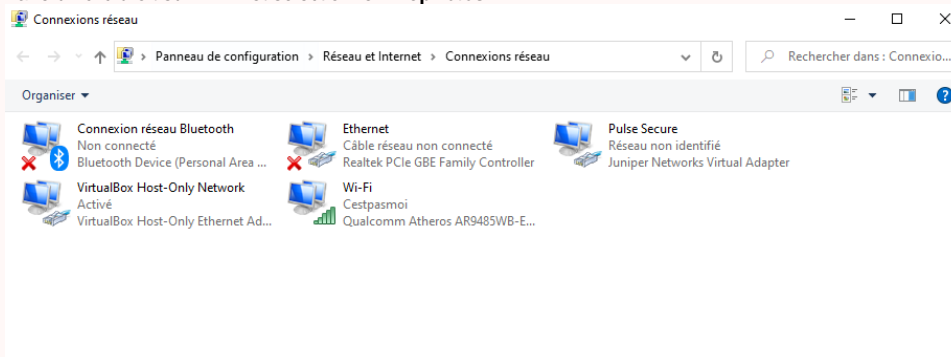 Connexions réseau
Panneau de configuration › Réseau et Internet › Connexions réseau
Rechercher dans : Connexio...
Organiser
Connexion réseau Bluetooth
Non connecté
Bluetooth Device (Personal Area ...
Ethernet
Câble réseau non connecté
Realtek PCIe GBE Family Controller
Pulse Secure
Réseau non identifié
Juniper Networks Virtual Adapter
VirtualBox Host-Only Network
Activé
VirtualBox Host-Only Ethernet Ad...
Wi-Fi
Cestpasmoi
Qualcomm Atheros AR9485WB-E...